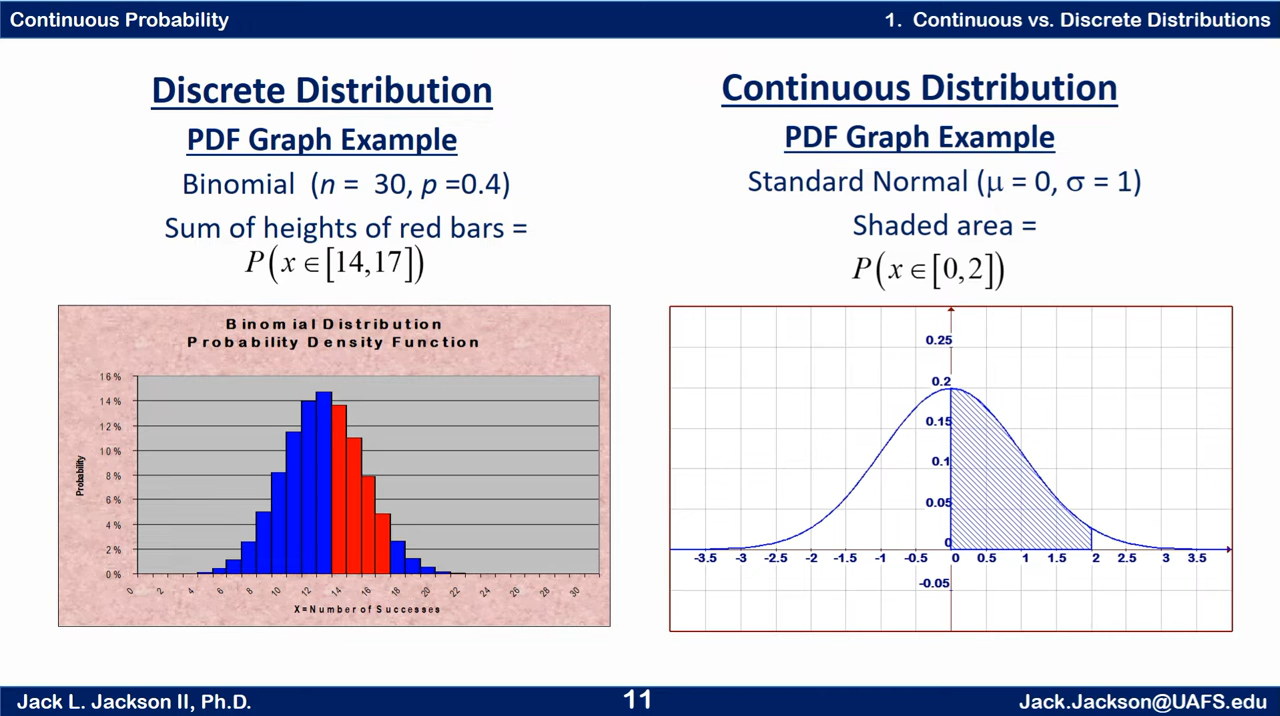 Continuous Probability
1. Continuous vs. Discrete Distributions
Discrete Distribution
PDF Graph Example
Binomial (n = 30, p =0.4)
Sum of heights of red bars =
P(x ∈ [14,17])
Binomial Distribution
Probability Density Function
16%
14%
12%
10%
8%
6%
4%
2%
0%
Probability
0 2 4 6 8 10 12 14 16 18 20 22 24 26 28 30
X=Number of Successes
Continuous Distribution
PDF Graph Example
Standard Normal (μ = 0, σ = 1)
Shaded area =
P(x ∈ [0,2])
0.25
0.2
0.15
0.1
0.05
0
-3.5 -3 -2.5 -2 -1.5 -1 -0.5 0 0.5 1 1.5 2 2.5 3 3.5
-0.05
Jack L. Jackson II, Ph.D.
11
Jack.Jackson@UAFS.edu